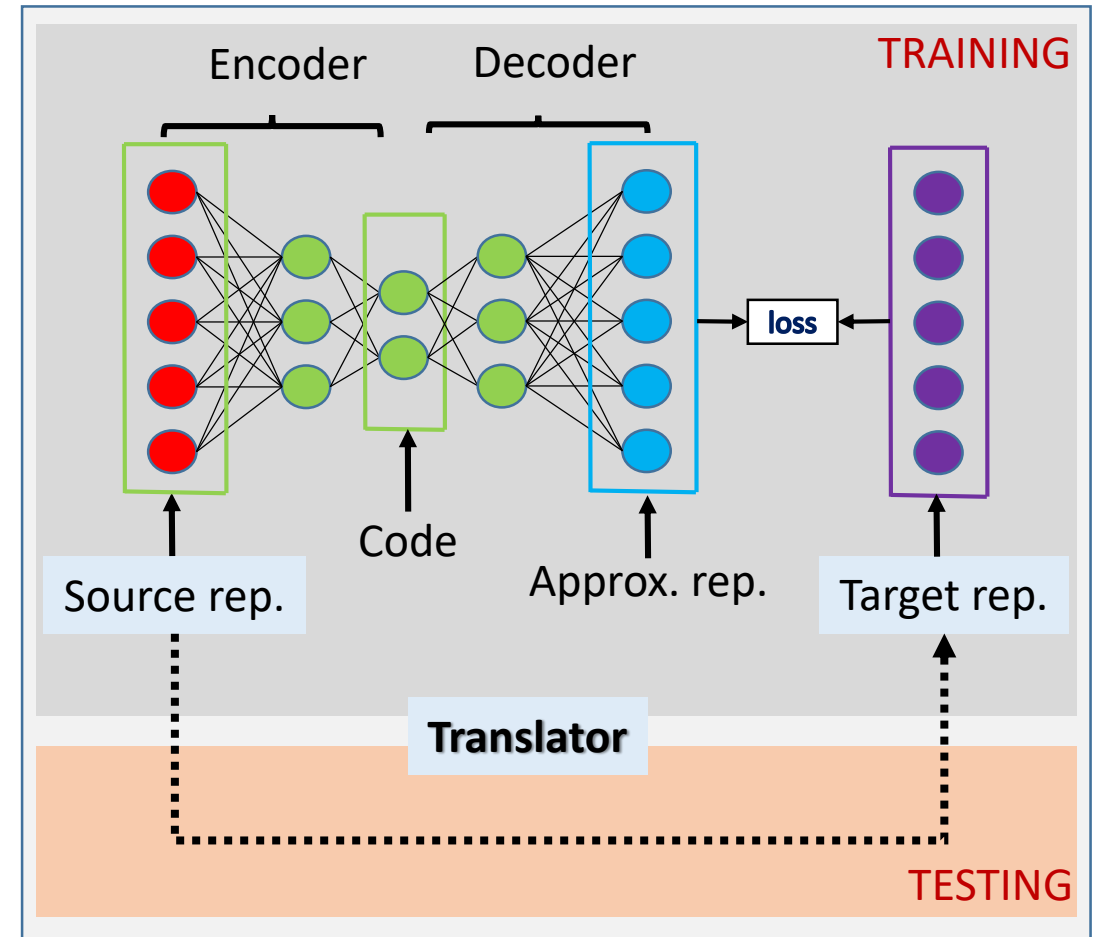 TRAINING
Encoder
Decoder
loss
Code
Approx. rep.
Source rep.
Target rep.
Translator
TESTING